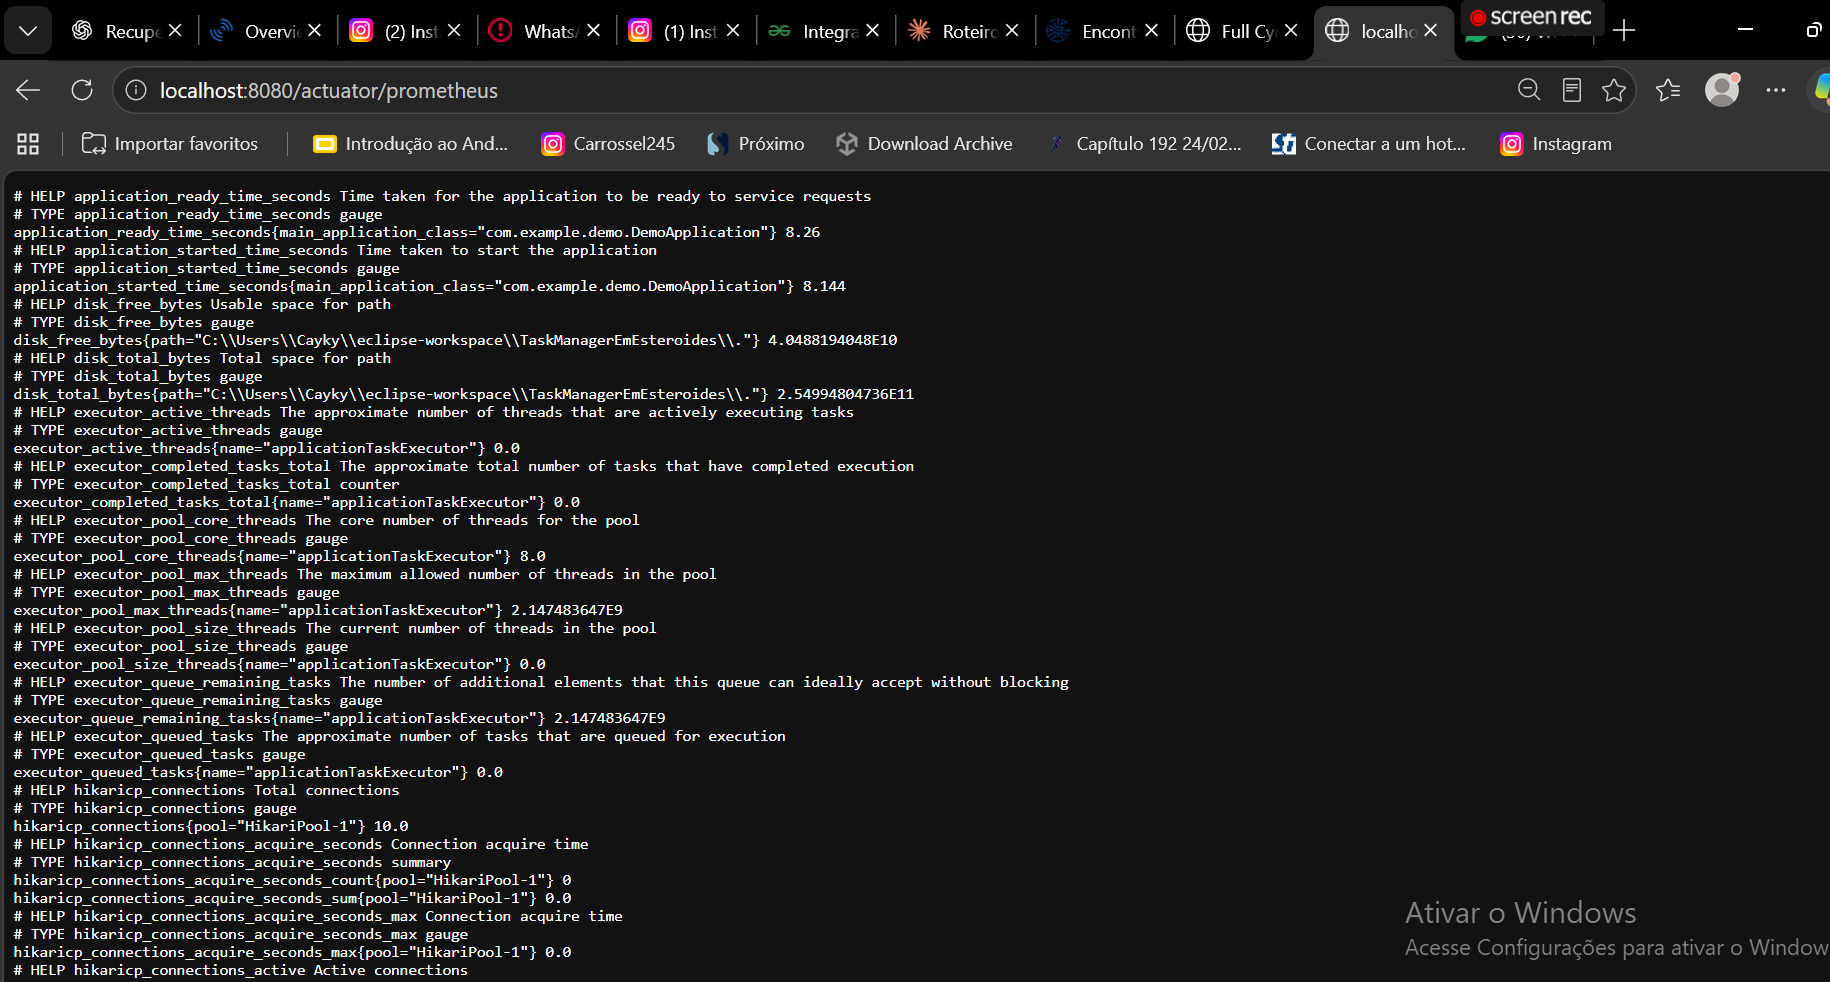 Recupe
Overvie
(2) Inst
Whats/
(1) Inst
Integra
Roteiro
Encont
Full Cy
localho
screen rec
localhost:8080/actuator/prometheus
Importar favoritos
Introdução ao And...
Carrossel245
Próximo
Download Archive
Capítulo 192 24/02...
Conectar a um hot...
Instagram
# HELP application_ready_time_seconds Time taken for the application to be ready to service requests
# TYPE application_ready_time_seconds gauge
application_ready_time_seconds{main_application_class="com.example.demo.DemoApplication"} 8.26
# HELP application_started_time_seconds Time taken to start the application
# TYPE application_started_time_seconds gauge
application_started_time_seconds{main_application_class="com.example.demo.DemoApplication"} 8.144
# HELP disk_free_bytes Usable space for path
# TYPE disk_free_bytes gauge
disk_free_bytes{path="C:\\Users\\Cayky\\eclipse-workspace\\TaskManagerEmEsteroides\\."} 4.0488194048E10
# HELP disk_total_bytes Total space for path
# TYPE disk_total_bytes gauge
disk_total_bytes{path="C:\\Users\\Cayky\\eclipse-workspace\\TaskManagerEmEsteroides\\."} 2.54994804736E11
# HELP executor_active_threads The approximate number of threads that are actively executing tasks
# TYPE executor_active_threads gauge
executor_active_threads{name="applicationTaskExecutor"} 0.0
# HELP executor_completed_tasks_total The approximate total number of tasks that have completed execution
# TYPE executor_completed_tasks_total counter
executor_completed_tasks_total{name="applicationTaskExecutor"} 0.0
# HELP executor_pool_core_threads The core number of threads for the pool
# TYPE executor_pool_core_threads gauge
executor_pool_core_threads{name="applicationTaskExecutor"} 8.0
# HELP executor_pool_max_threads The maximum allowed number of threads in the pool
# TYPE executor_pool_max_threads gauge
executor_pool_max_threads{name="applicationTaskExecutor"} 2.147483647E9
# HELP executor_pool_size_threads The current number of threads in the pool
# TYPE executor_pool_size_threads gauge
executor_pool_size_threads{name="applicationTaskExecutor"} 0.0
# HELP executor_queue_remaining_tasks The number of additional elements that this queue can ideally accept without blocking
# TYPE executor_queue_remaining_tasks gauge
executor_queue_remaining_tasks{name="applicationTaskExecutor"} 2.147483647E9
# HELP executor_queued_tasks The approximate number of tasks that are queued for execution
# TYPE executor_queued_tasks gauge
executor_queued_tasks{name="applicationTaskExecutor"} 0.0
# HELP hikaricp_connections Total connections
# TYPE hikaricp_connections gauge
hikaricp_connections{pool="HikariPool-1"} 10.0
# HELP hikaricp_connections_acquire_seconds Connection acquire time
# TYPE hikaricp_connections_acquire_seconds summary
hikaricp_connections_acquire_seconds_count{pool="HikariPool-1"} 0
hikaricp_connections_acquire_seconds_sum{pool="HikariPool-1"} 0.0
# HELP hikaricp_connections_acquire_seconds_max Connection acquire time
# TYPE hikaricp_connections_acquire_seconds_max gauge
hikaricp_connections_acquire_seconds_max{pool="HikariPool-1"} 0.0
# HELP hikaricp_connections_active Active connections
Ativar o Windows
Acesse Configurações para ativar o Window